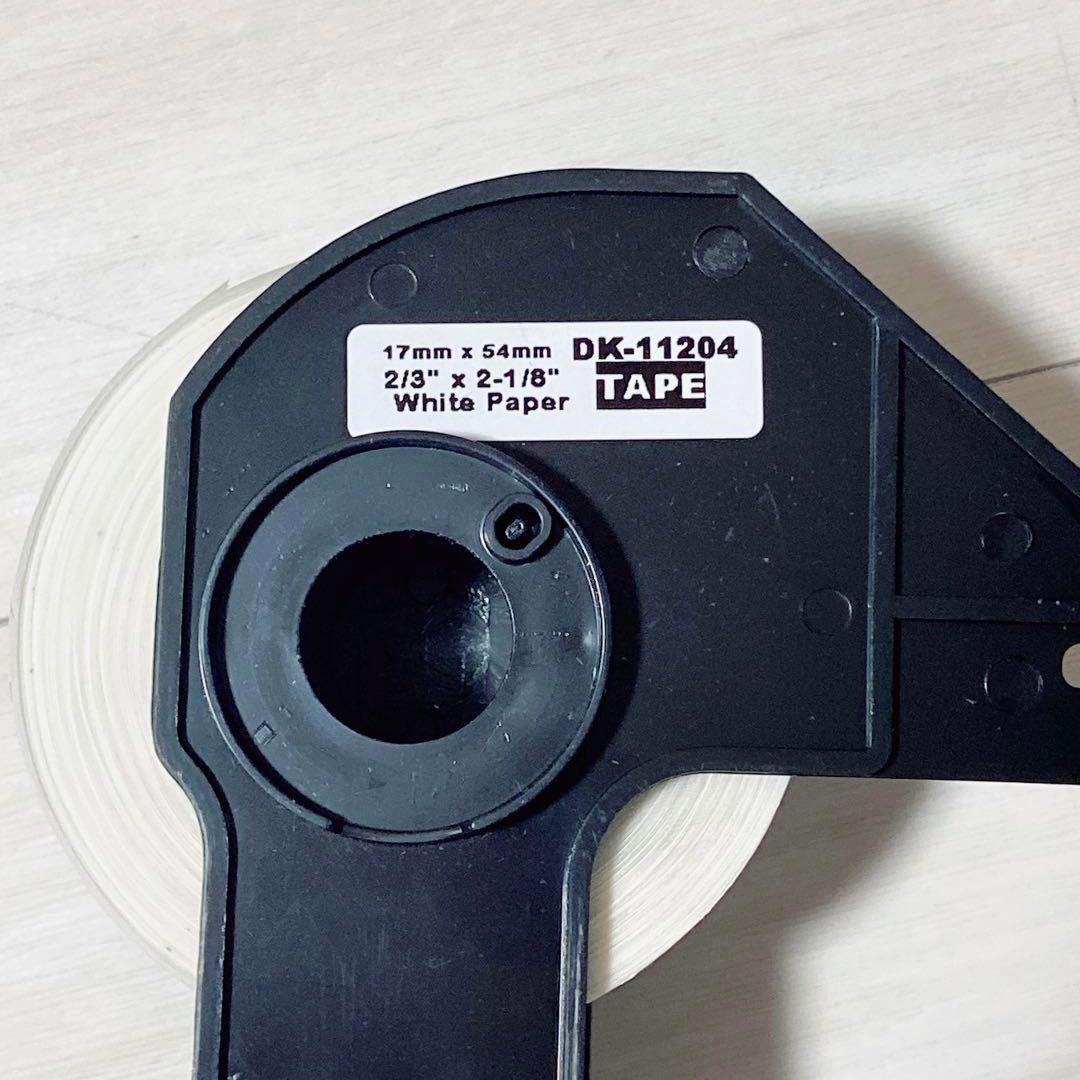 17mm x 54mm DK-11204
2/3" x 2-1/8" TAPE
White Paper